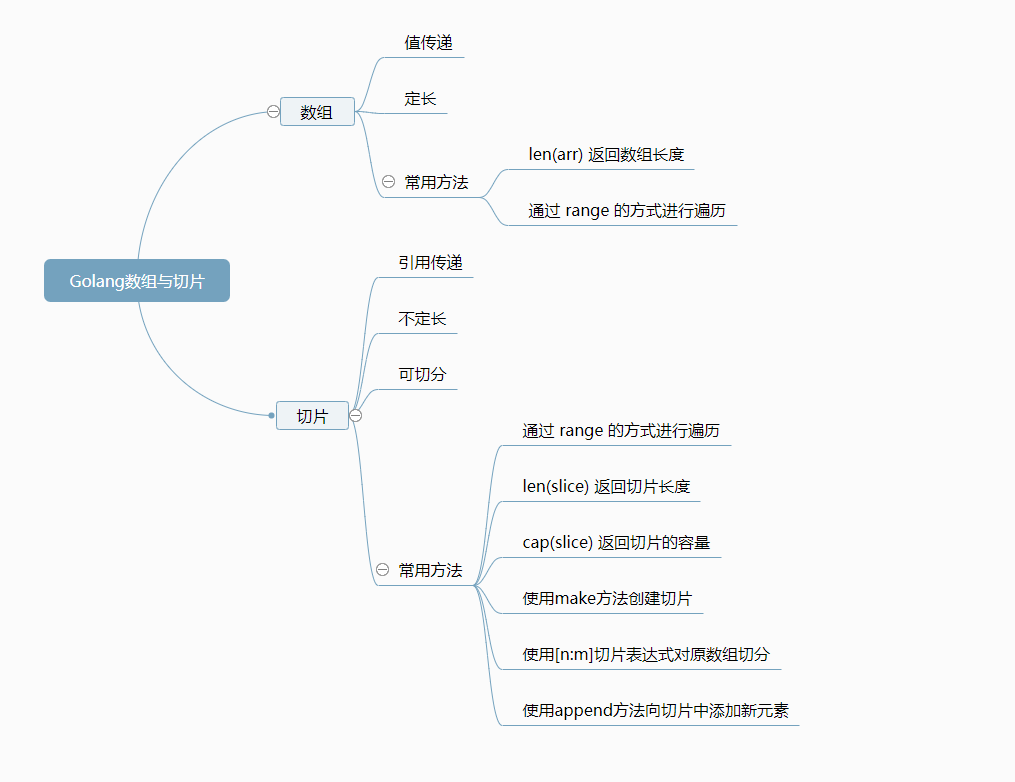 Golang数组与切片
数组
值传递
定长
常用方法
len(arr) 返回数组长度
通过 range 的方式进行遍历
切片
引用传递
不定长
可切分
常用方法
通过 range 的方式进行遍历
len(slice) 返回切片长度
cap(slice) 返回切片的容量
使用make方法创建切片
使用[n:m]切片表达式对原数组切分
使用append方法向切片中添加新元素